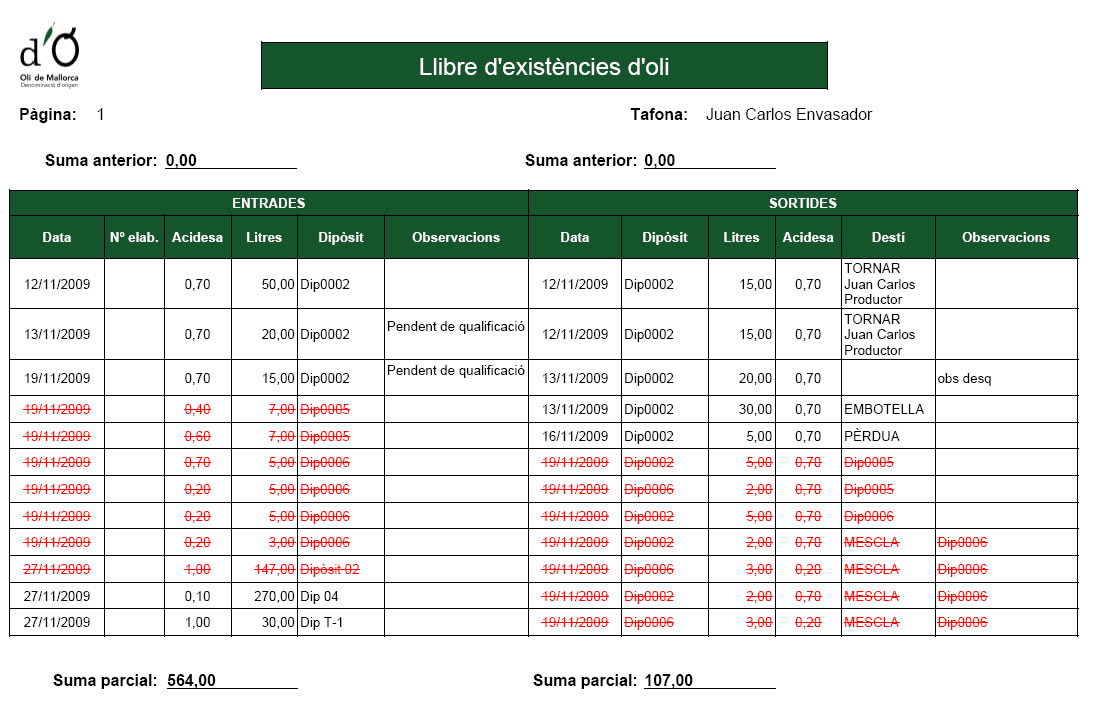 d'O
Oli de Mallorca
Denominació d'origen
Llibre d'existències d'oli
Pàgina: 1
Tafona: Juan Carlos Envasador
Suma anterior: 0,00
Suma anterior: 0,00
ENTRADES SORTIDES
Data Nº elab. Acidesa Litres Dipòsit Observacions Data Dipòsit Litres Acidesa Destí Observacions
12/11/2009 0,70 50,00 Dip0002 12/11/2009 Dip0002 15,00 0,70 TORNAR
Juan Carlos
Productor
13/11/2009 0,70 20,00 Dip0002 Pendent de qualificació 12/11/2009 Dip0002 15,00 0,70 TORNAR
Juan Carlos
Productor
19/11/2009 0,70 15,00 Dip0002 Pendent de qualificació 13/11/2009 Dip0002 20,00 0,70 obs desq
19/11/2009 0,40 7,00 Dip0005 13/11/2009 Dip0002 30,00 0,70 EMBOTELLA
19/11/2009 0,60 7,00 Dip0005 16/11/2009 Dip0002 5,00 0,70 PÈRDUA
19/11/2009 0,70 5,00 Dip0006 19/11/2009 Dip0002 5,00 0,70 Dip0005
19/11/2009 0,20 5,00 Dip0006 19/11/2009 Dip0006 2,00 0,70 Dip0005
19/11/2009 0,20 5,00 Dip0006 19/11/2009 Dip0002 5,00 0,70 Dip0006
19/11/2009 0,20 3,00 Dip0006 19/11/2009 Dip0002 2,00 0,70 MESCLA Dip0006
27/11/2009 1,00 147,00 Dipòsit 02 19/11/2009 Dip0006 3,00 0,20 MESCLA Dip0006
27/11/2009 0,10 270,00 Dip 04 19/11/2009 Dip0002 2,00 0,70 MESCLA Dip0006
27/11/2009 1,00 30,00 Dip T-1 19/11/2009 Dip0006 3,00 0,20 MESCLA Dip0006
Suma parcial: 564,00
Suma parcial: 107,00